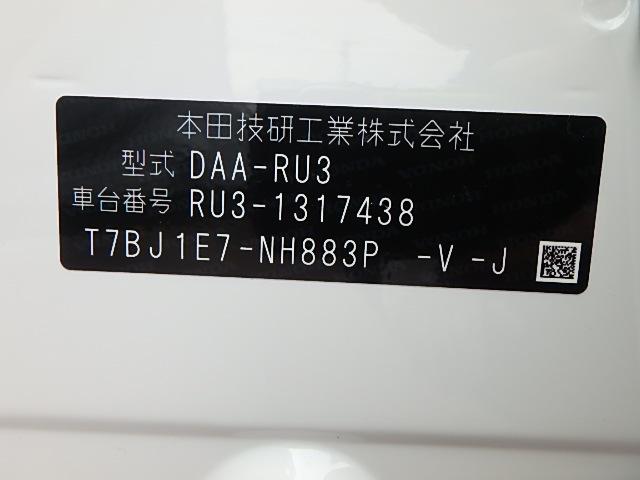 本田技研工業株式会社
型式 DAA-RU3
車台番号 RU3-1317438
T7BJ1E7-NH883P -V -J